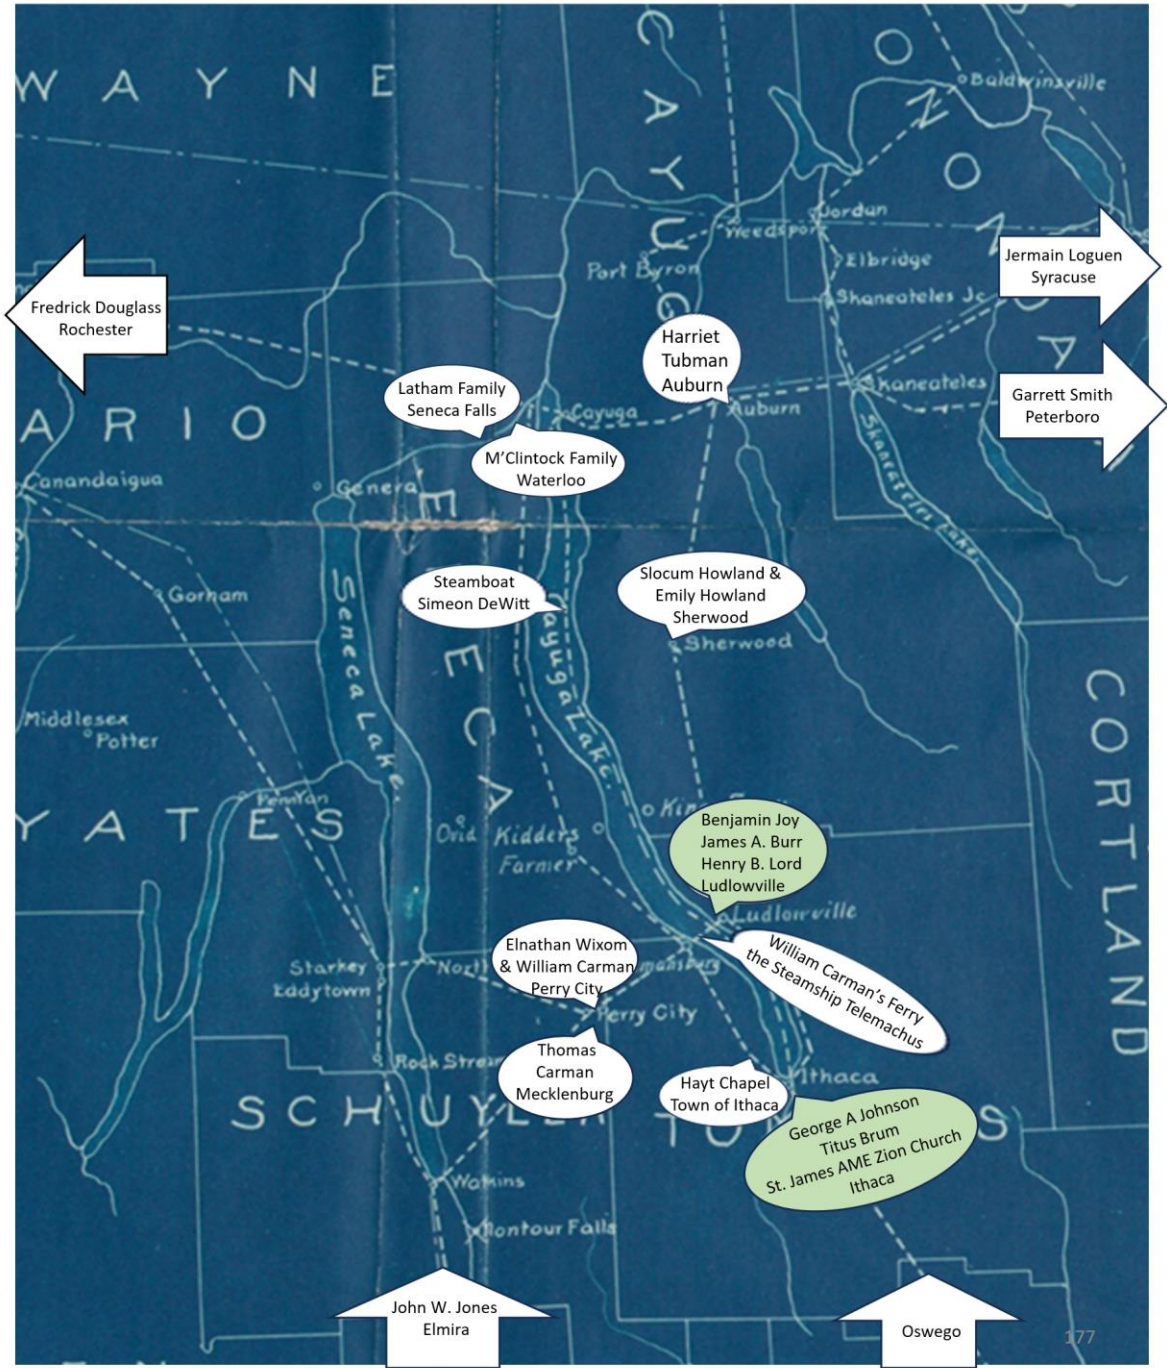 WAYNE
CAYUGA
ONONDAGA
Baldwinsville
Jordan
Weedsport
Port Byron
Elbridge
Skaneateles Jc.
Jermain Loguen
Syracuse
Fredrick Douglass
Rochester
Harriet
Tubman
Auburn
Latham Family
Seneca Falls
Cayuga
Auburn
Skaneateles
Garrett Smith
Peterboro
ARIO
M'Clintock Family
Waterloo
Canandaigua
Geneva
Skaneateles Lake.
Steamboat
Simeon DeWitt
Slocum Howland &
Emily Howland
Sherwood
Gorham
Seneca Lake.
Cayuga Lake.
Sherwood
ECA
CORTLAND
Middlesex
Potter
Penn Yan
YATES
Ovid
Kidders
Farmer
King
Benjamin Joy
James A. Burr
Henry B. Lord
Ludlowville
Ludlowville
Elnathan Wixom
& William Carman
Perry City
mansburg
William Carman's Ferry
the Steamship Telemachus
Starkey
Eddytown
North
Perry City
Rock Stream
Thomas
Carman
Mecklenburg
Hayt Chapel
Town of Ithaca
Ithaca
SCHUYLER
TOM
S
George A Johnson
Titus Brum
St. James AME Zion Church
Ithaca
Watkins
Montour Falls
John W. Jones
Elmira
Oswego
177